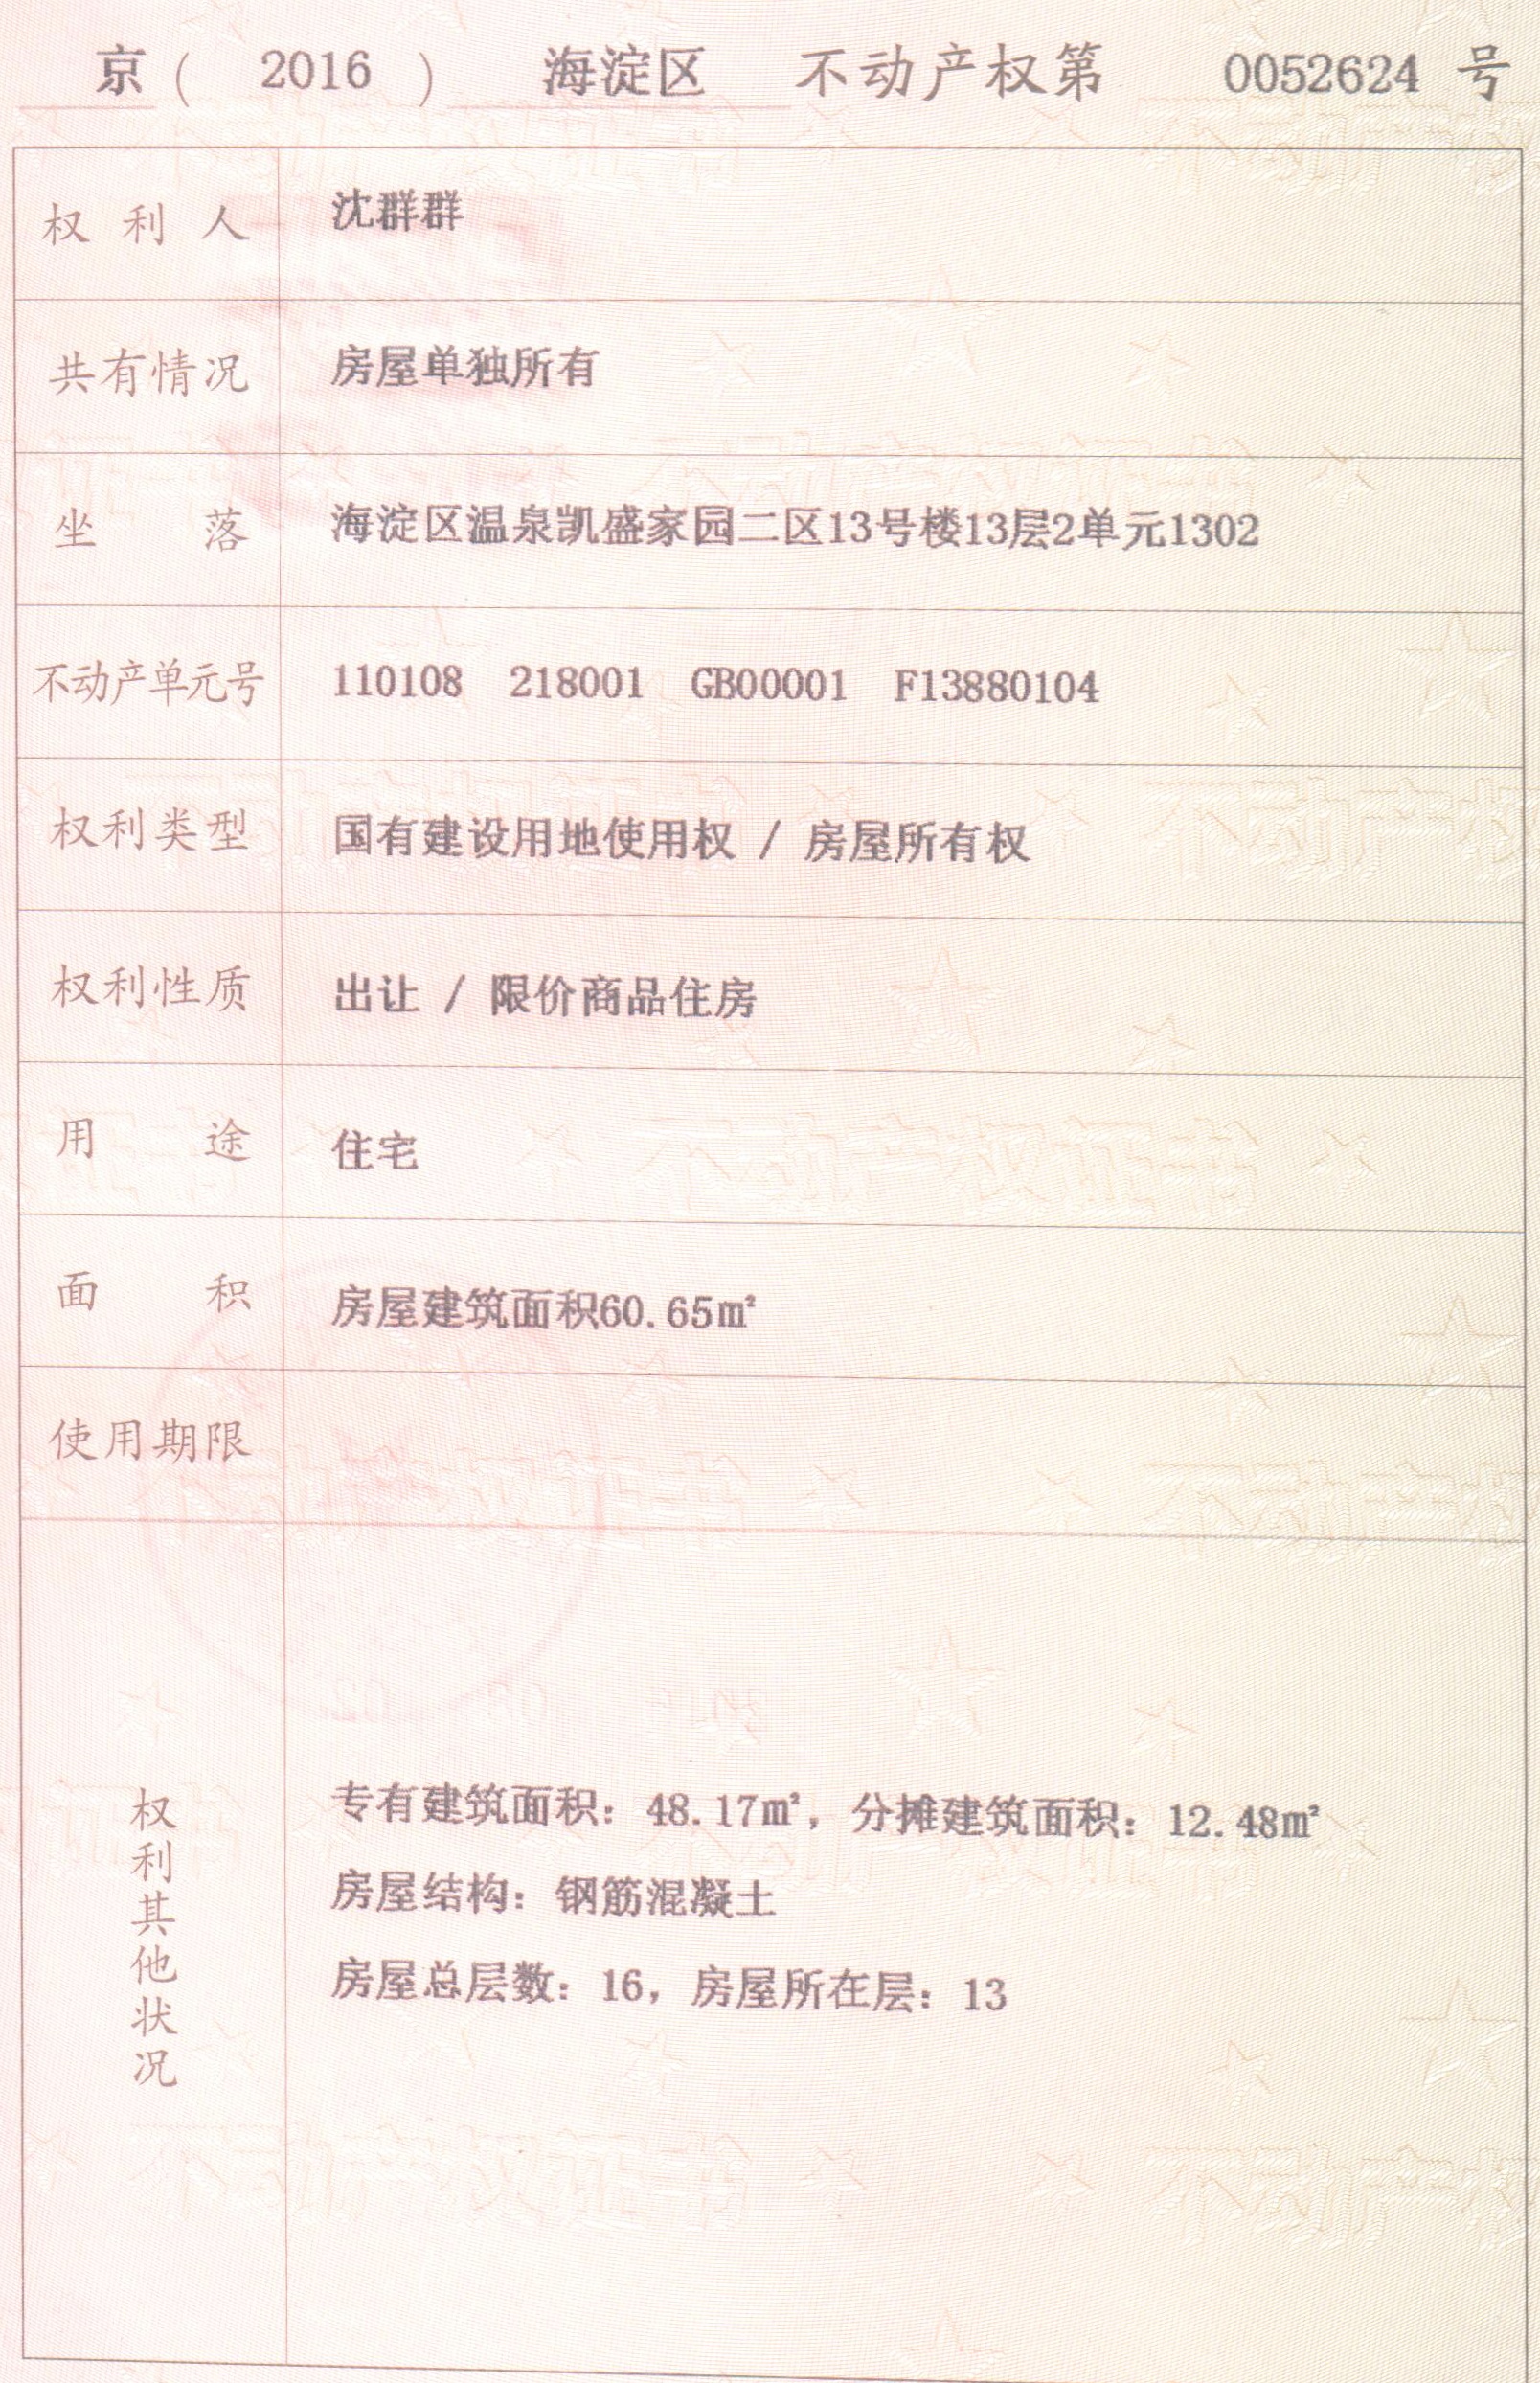 京（ 2016 ） 海淀区 不动产权第 0052624 号
权利人 沈群群
共有情况 房屋单独所有
坐落 海淀区温泉凯盛家园二区13号楼13层2单元1302
不动产单元号 110108 218001 GB00001 F13880104
权利类型 国有建设用地使用权 / 房屋所有权
权利性质 出让 / 限价商品住房
用途 住宅
面积 房屋建筑面积60.65㎡
使用期限
权利其他状况
专有建筑面积：48.17㎡，分摊建筑面积：12.48㎡
房屋结构：钢筋混凝土
房屋总层数：16，房屋所在层：13